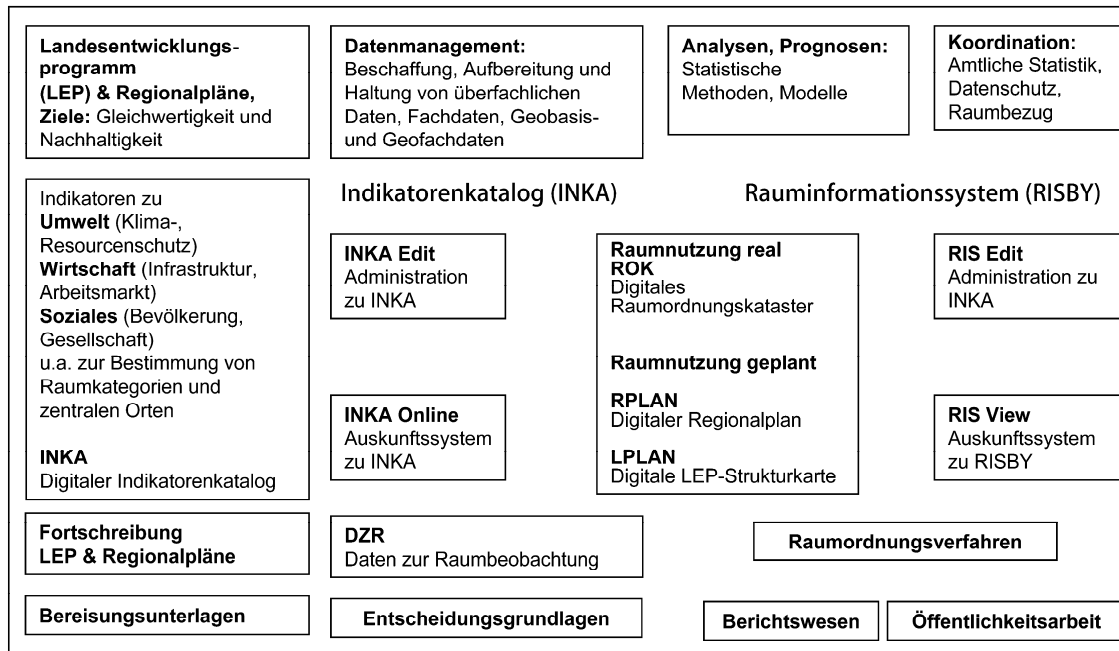 Landesentwicklungs-
programm
(LEP) & Regionalpläne,
Ziele: Gleichwertigkeit und
Nachhaltigkeit
Datenmanagement:
Beschaffung, Aufbereitung und
Haltung von überfachlichen
Daten, Fachdaten, Geobasis-
und Geofachdaten
Analysen, Prognosen:
Statistische
Methoden, Modelle
Koordination:
Amtliche Statistik,
Datenschutz,
Raumbezug
Indikatoren zu
Umwelt (Klima-,
Resourcenschutz)
Wirtschaft (Infrastruktur,
Arbeitsmarkt)
Soziales (Bevölkerung,
Gesellschaft)
u.a. zur Bestimmung von
Raumkategorien und
zentralen Orten
INKA
Digitaler Indikatorenkatalog
Indikatorenkatalog (INKA)
Rauminformationssystem (RISBY)
INKA Edit
Administration
zu INKA
INKA Online
Auskunftssystem
zu INKA
Raumnutzung real
ROK
Digitales
Raumordnungskataster
Raumnutzung geplant
RPLAN
Digitaler Regionalplan
LPLAN
Digitale LEP-Strukturkarte
RIS Edit
Administration zu
INKA
RIS View
Auskunftssystem
zu RISBY
Fortschreibung
LEP & Regionalpläne
DZR
Daten zur Raumbeobachtung
Raumordnungsverfahren
Bereisungsunterlagen
Entscheidungsgrundlagen
Berichtswesen
Öffentlichkeitsarbeit